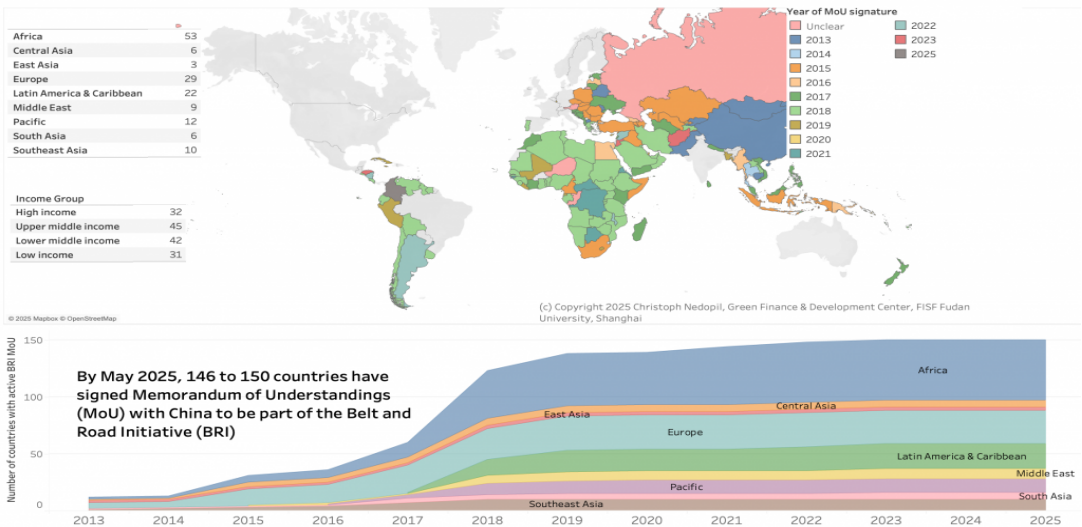 Africa 53
Central Asia 6
East Asia 3
Europe 29
Latin America & Caribbean 22
Middle East 9
Pacific 12
South Asia 6
Southeast Asia 10
Income Group
High income 32
Upper middle income 45
Lower middle income 42
Low income 31
© 2025 Mapbox © OpenStreetMap
Year of MoU signature
Unclear
2013
2014
2015
2016
2017
2018
2019
2020
2021
2022
2023
2025
(c) Copyright 2025 Christoph Nedopil, Green Finance & Development Center, FISF Fudan
University, Shanghai
Number of countries with active BRI MoU
150
100
50
0
By May 2025, 146 to 150 countries have
signed Memorandum of Understandings
(MoU) with China to be part of the Belt and
Road Initiative (BRI)
Africa
Central Asia
East Asia
Europe
Latin America & Caribbean
Middle East
Pacific
South Asia
Southeast Asia
2013 2014 2015 2016 2017 2018 2019 2020 2021 2022 2023 2024 2025